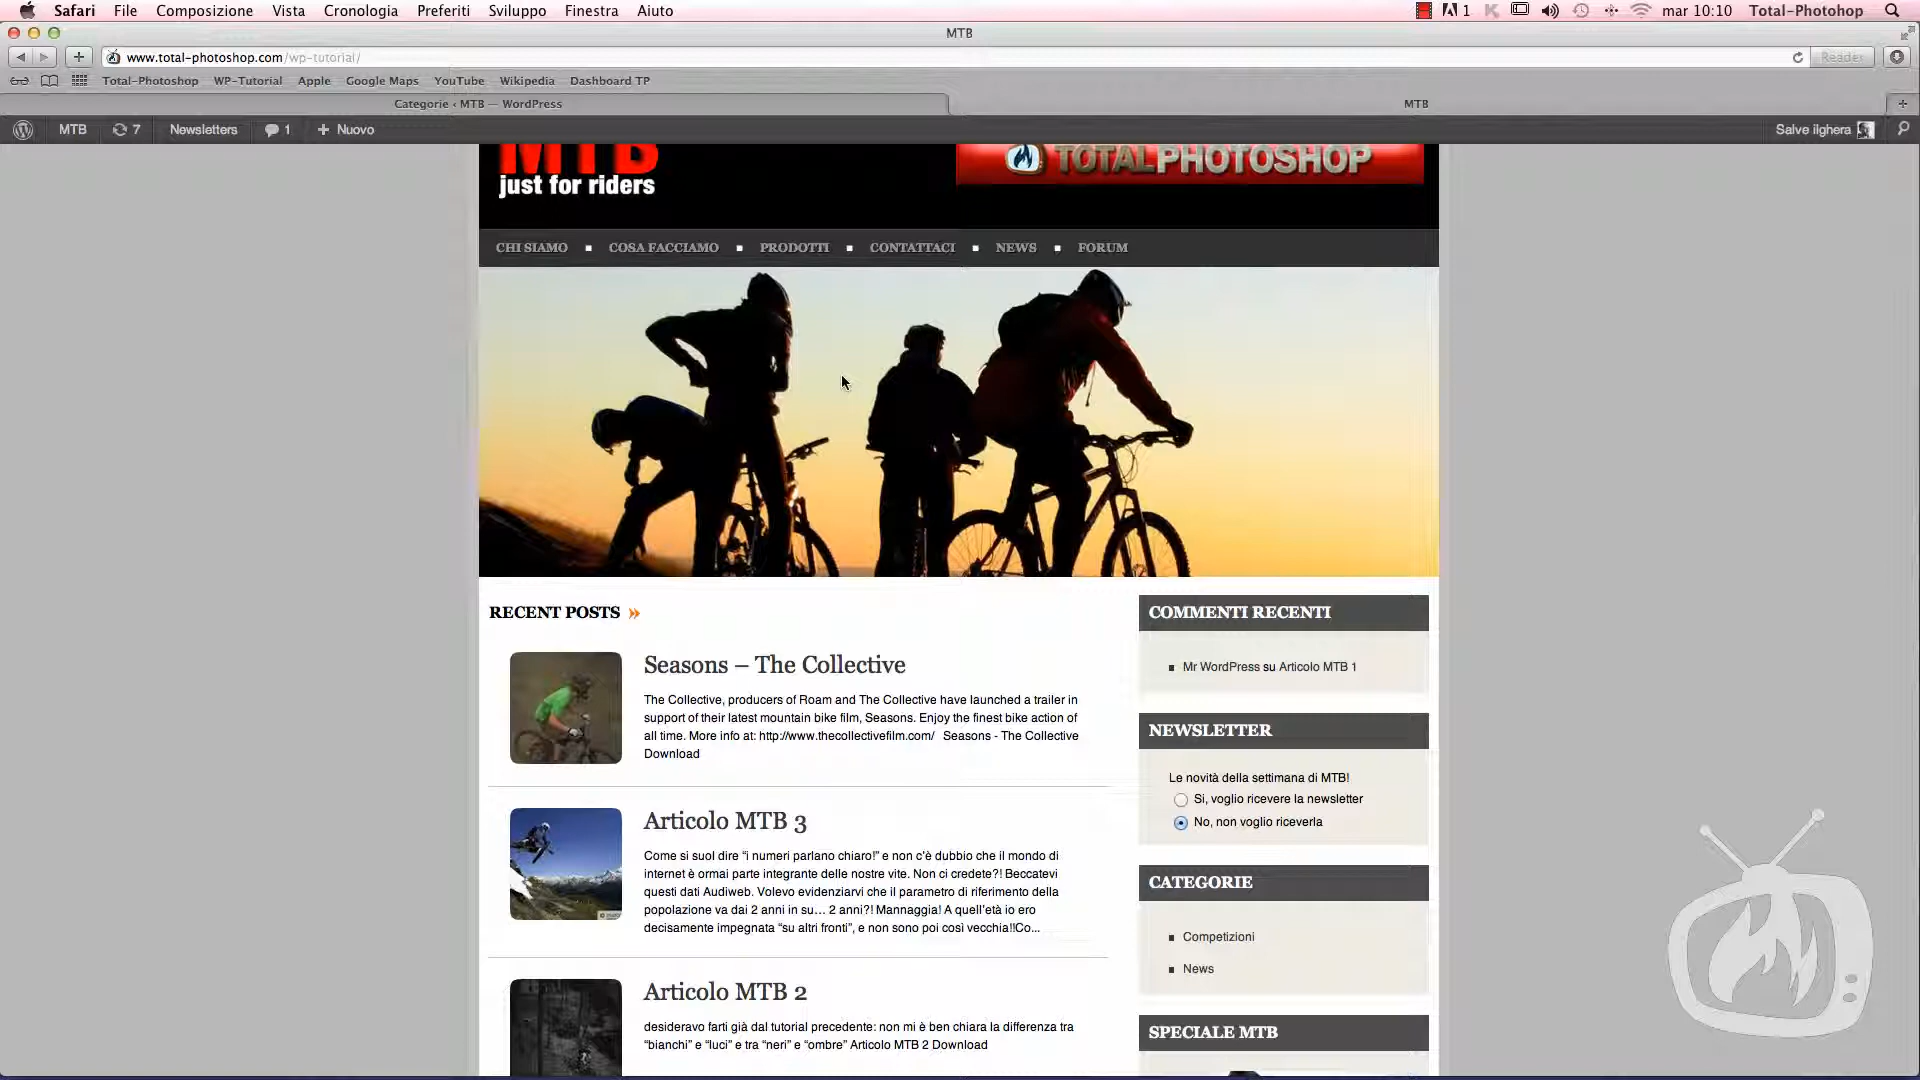 Safari File Composizione Vista Cronologia Preferiti Sviluppo Finestra Aiuto 1 mar 10:10 Total-Photohop
MTB
www.total-photoshop.com/wp-tutorial/ Reader
Total-Photoshop WP-Tutorial Apple Google Maps YouTube Wikipedia Dashboard TP
Categorie ‹ MTB — WordPress MTB
MTB 7 Newsletters 1 + Nuovo Salve ilghera
MTB
just for riders
TOTALPHOTOSHOP
CHI SIAMO COSA FACCIAMO PRODOTTI CONTATTACI NEWS FORUM
RECENT POSTS »
Seasons – The Collective
The Collective, producers of Roam and The Collective have launched a trailer in
support of their latest mountain bike film, Seasons. Enjoy the finest bike action of
all time. More info at: http://www.thecollectivefilm.com/ Seasons - The Collective
Download
Articolo MTB 3
Come si suol dire “i numeri parlano chiaro!” e non c'è dubbio che il mondo di
internet è ormai parte integrante delle nostre vite. Non ci credete?! Beccatevi
questi dati Audiweb. Volevo evidenziarvi che il parametro di riferimento della
popolazione va dai 2 anni in su… 2 anni?! Mannaggia! A quell'età io ero
decisamente impegnata “su altri fronti”, e non sono poi così vecchia!!Co...
Articolo MTB 2
desideravo farti già dal tutorial precedente: non mi è ben chiara la differenza tra
“bianchi” e “luci” e tra “neri” e “ombre” Articolo MTB 2 Download
COMMENTI RECENTI
Mr WordPress su Articolo MTB 1
NEWSLETTER
Le novità della settimana di MTB!
Si, voglio ricevere la newsletter
No, non voglio riceverla
CATEGORIE
Competizioni
News
SPECIALE MTB